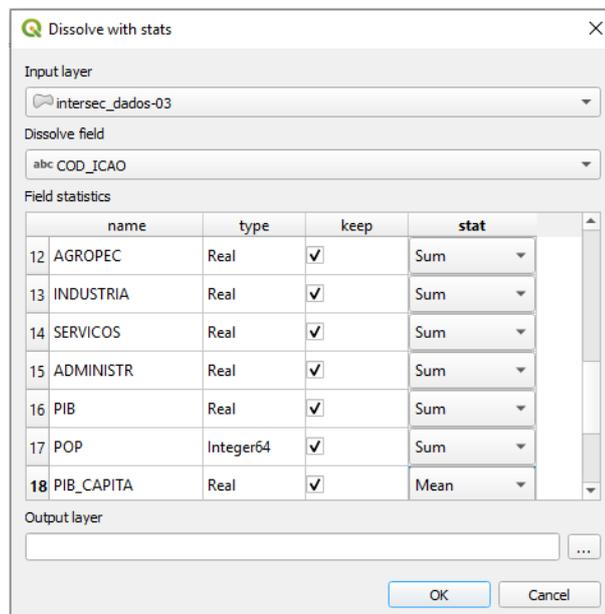 Dissolve with stats
Input layer
intersec_dados-03
Dissolve field
abc COD_ICAO
Field statistics
name type keep stat
12 AGROPEC Real Sum
13 INDUSTRIA Real Sum
14 SERVICOS Real Sum
15 ADMINISTR Real Sum
16 PIB Real Sum
17 POP Integer64 Sum
18 PIB_CAPITA Real Mean
Output layer
...
OK Cancel